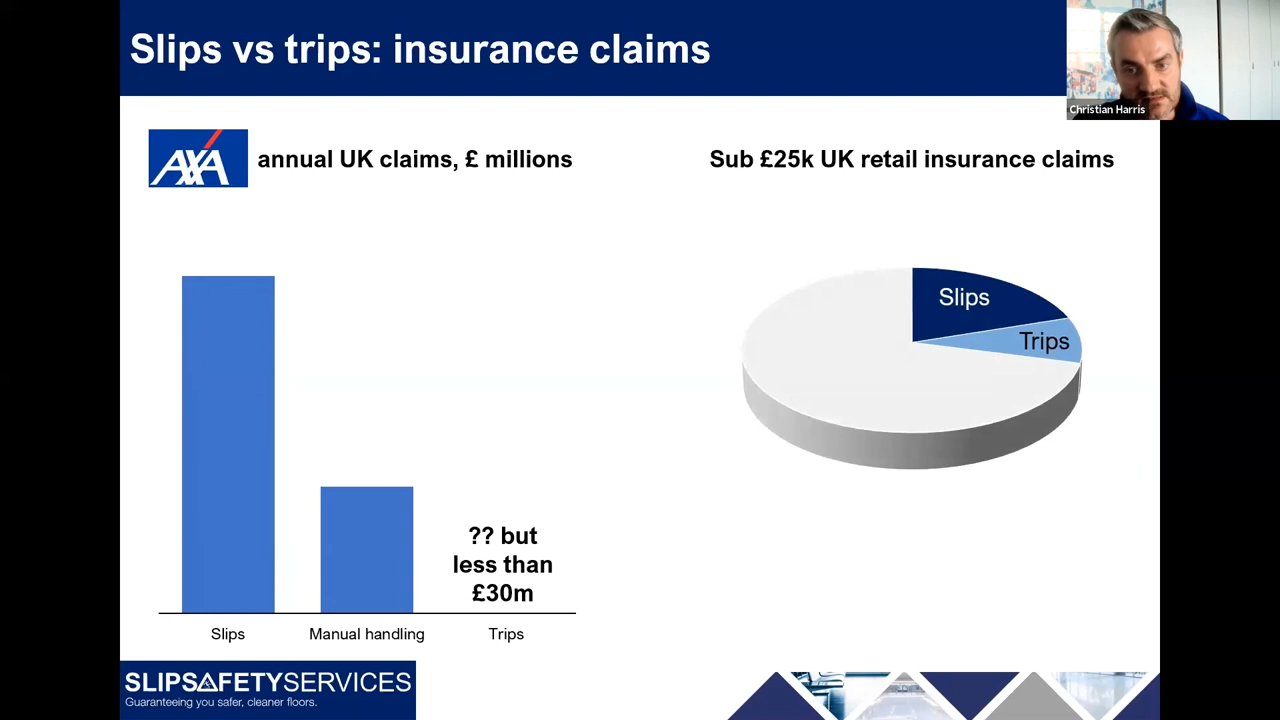 Slips vs trips: insurance claims
Christian Harris
AXA annual UK claims, £ millions
Sub £25k UK retail insurance claims
Slips
Trips
?? but
less than
£30m
Slips
Manual handling
Trips
SLIPSAFETYSERVICES
Guaranteeing you safer, cleaner floors.